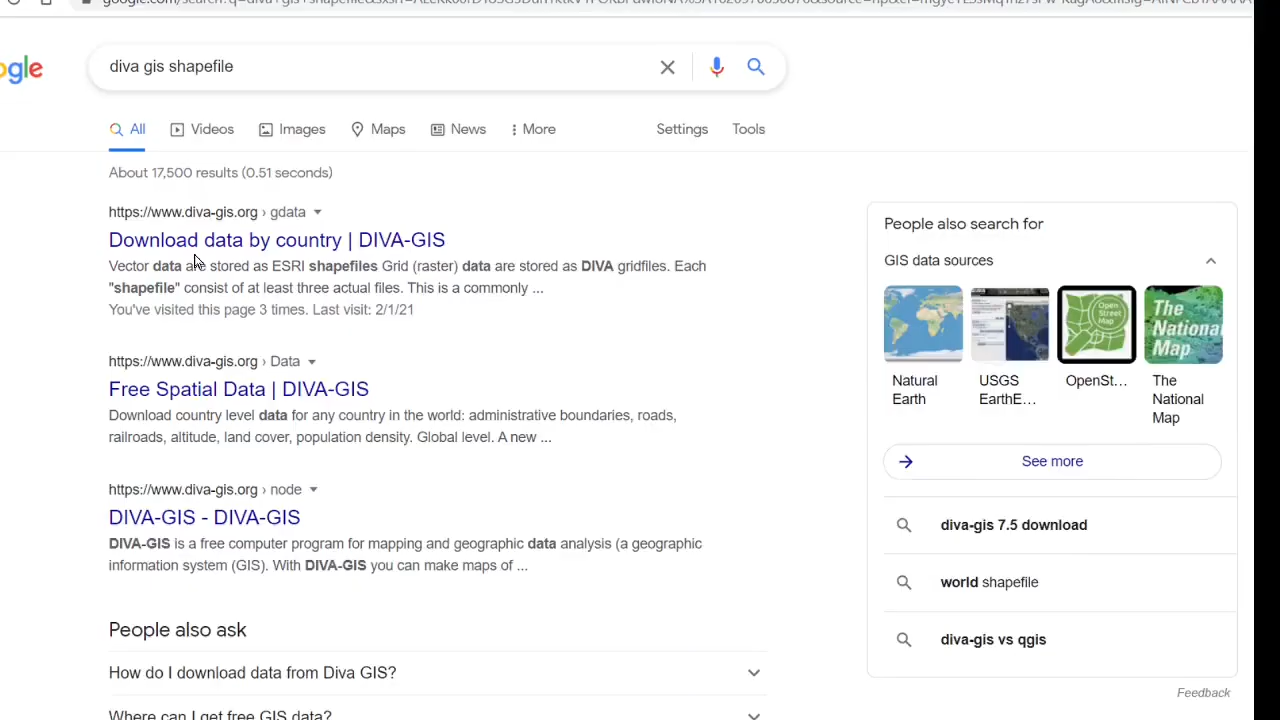 ogle
diva gis shapefile
All Videos Images Maps News More Settings Tools
About 17,500 results (0.51 seconds)
https://www.diva-gis.org › gdata
Download data by country | DIVA-GIS
Vector data are stored as ESRI shapefiles Grid (raster) data are stored as DIVA gridfiles. Each
"shapefile" consist of at least three actual files. This is a commonly ...
You've visited this page 3 times. Last visit: 2/1/21
https://www.diva-gis.org › Data
Free Spatial Data | DIVA-GIS
Download country level data for any country in the world: administrative boundaries, roads,
railroads, altitude, land cover, population density. Global level. A new ...
https://www.diva-gis.org › node
DIVA-GIS - DIVA-GIS
DIVA-GIS is a free computer program for mapping and geographic data analysis (a geographic
information system (GIS). With DIVA-GIS you can make maps of ...
People also ask
How do I download data from Diva GIS?
Where can I get free GIS data?
People also search for
GIS data sources
Open
Street
Map
The
National
Map
Natural
Earth
USGS
EarthE...
OpenSt...
The
National
Map
See more
diva-gis 7.5 download
world shapefile
diva-gis vs qgis
Feedback